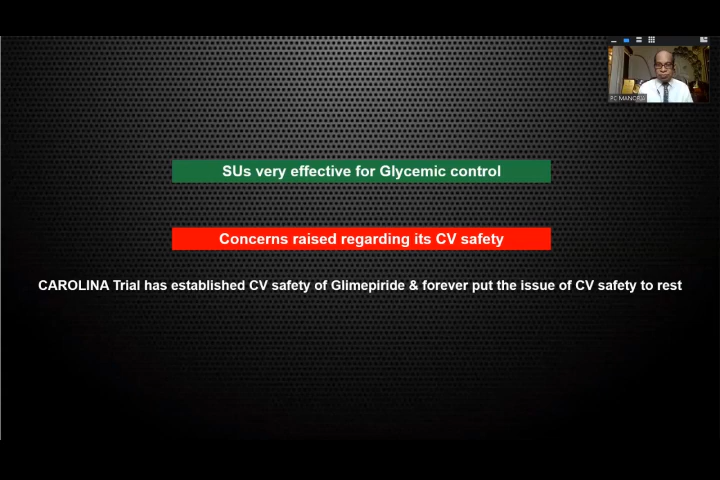 SUs very effective for Glycemic control
Concerns raised regarding its CV safety
CAROLINA Trial has established CV safety of Glimepiride & forever put the issue of CV safety to rest